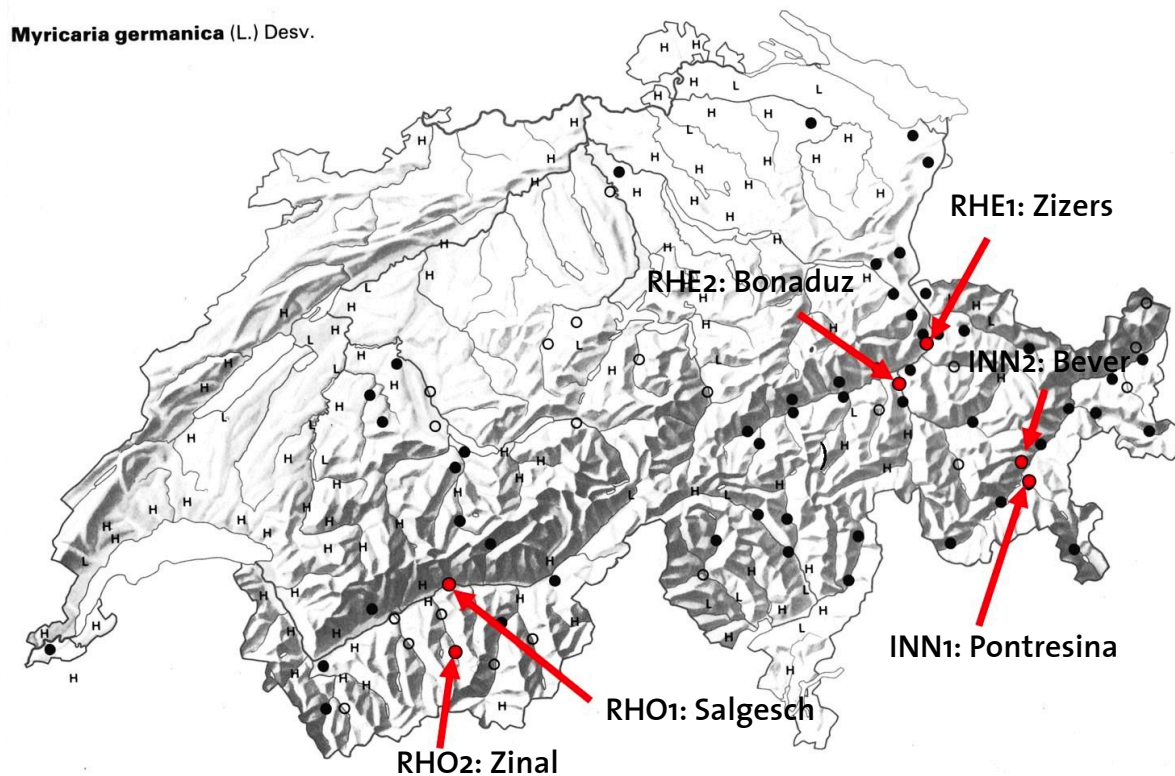 Myricaria germanica (L.) Desv.
RHE1: Zizers
RHE2: Bonaduz
INN2: Bever
INN1: Pontresina
RHO1: Salgesch
RHO2: Zinal